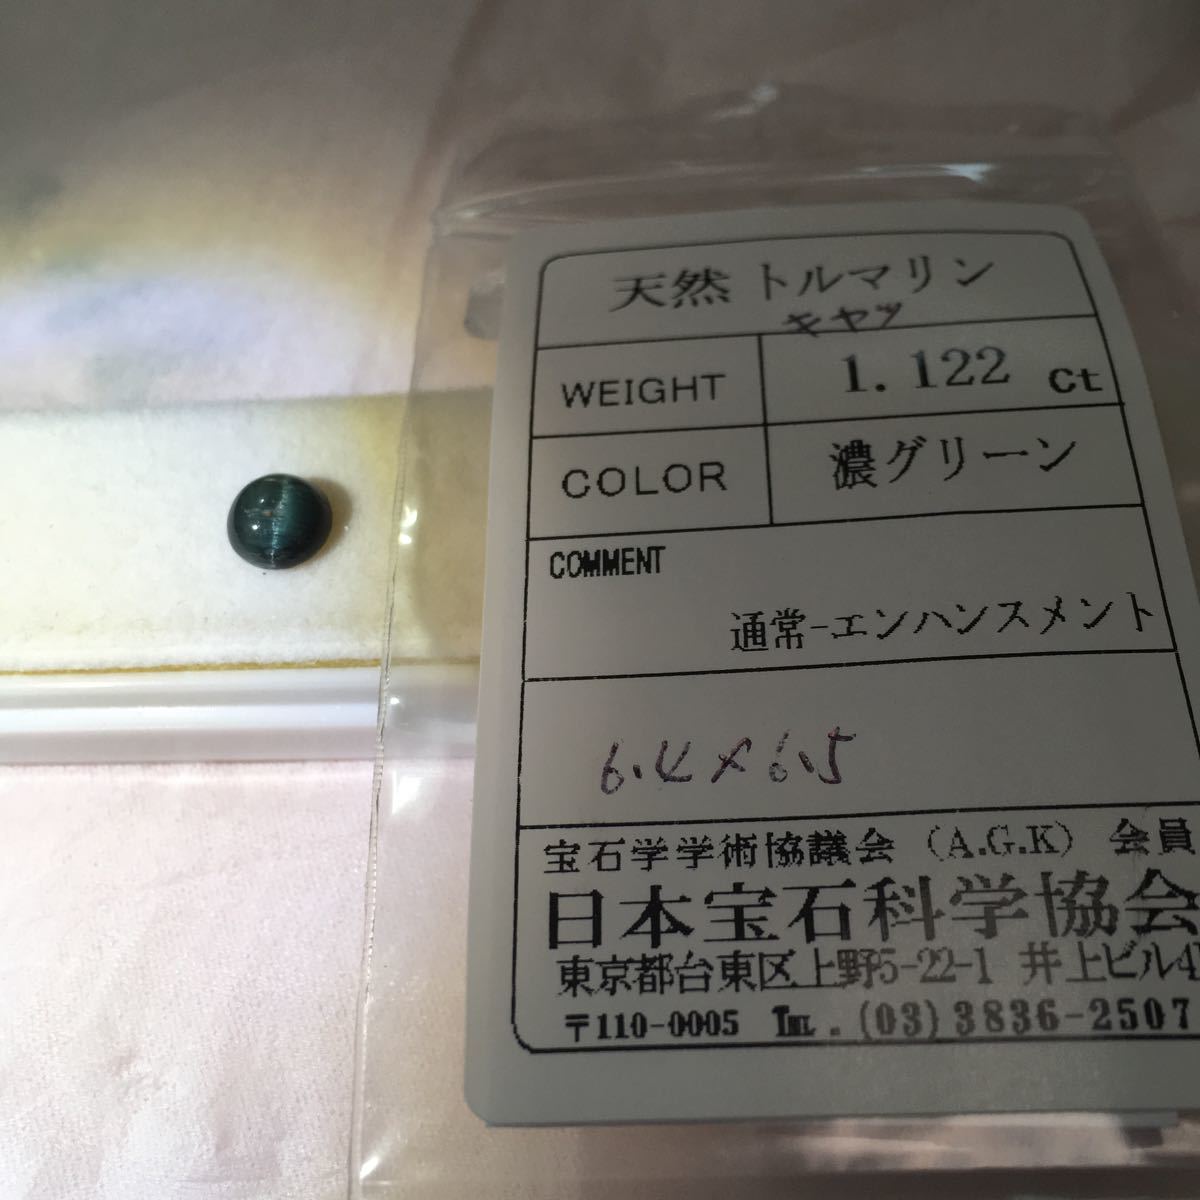 天然 トルマリン
キャッ
WEIGHT 1.122 ct
COLOR 濃グリーン
COMMENT
通常-エンハンスメント
6.4×6.5
宝石学学術協議会（A.G.K）会員
日本宝石科学協会
東京都台東区上野5-22-1 井上ビル4
〒110-0005 TEL.(03)3836-2507